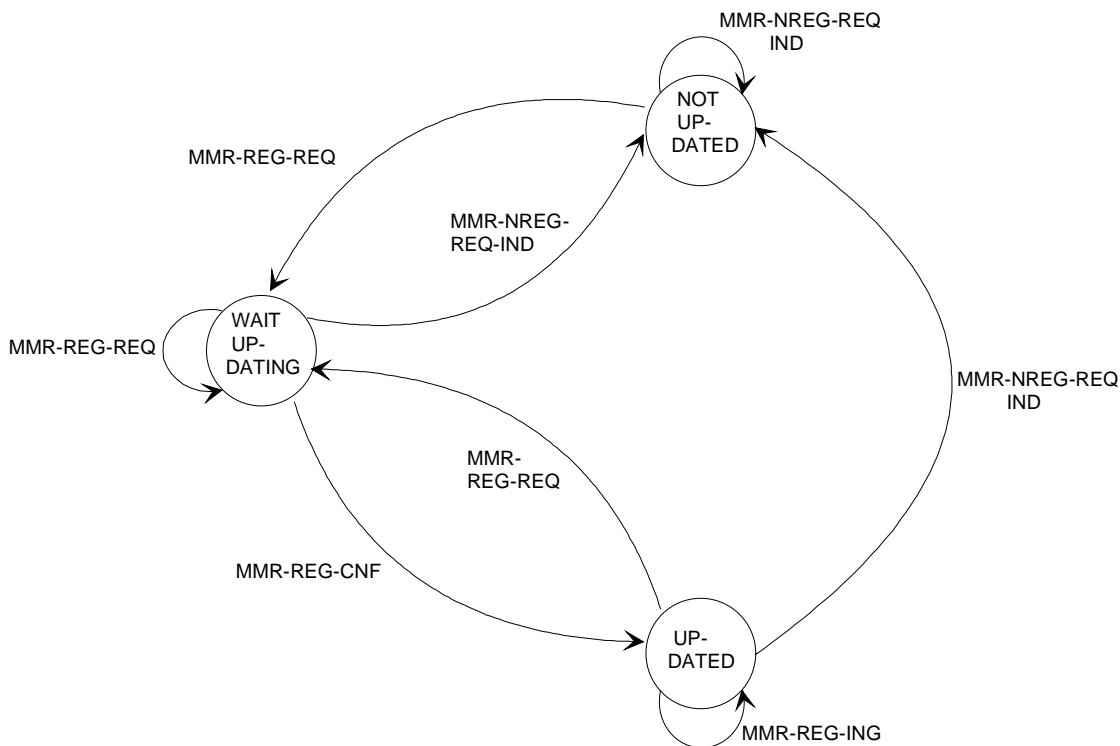 MMR-NREG-REQ
IND
NOT
UP-
DATED
MMR-REG-REQ
MMR-NREG-
REQ-IND
WAIT
UP-
DATING
MMR-REG-REQ
MMR-NREG-REQ
IND
MMR-
REG-REQ
MMR-REG-CNF
UP-
DATED
MMR-REG-ING